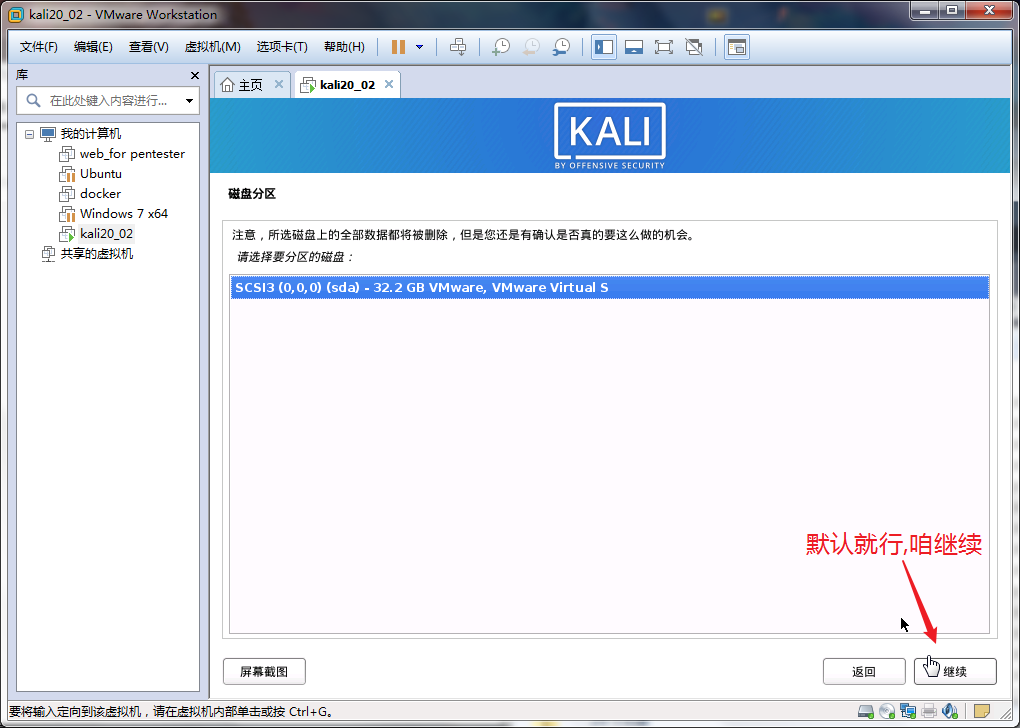 kali20_02 - VMware Workstation
文件(F) 编辑(E) 查看(V) 虚拟机(M) 选项卡(T) 帮助(H)
库
在此处键入内容进行...
我的计算机
web_for pentester
Ubuntu
docker
Windows 7 x64
kali20_02
共享的虚拟机
主页
kali20_02
KALI
BY OFFENSIVE SECURITY
磁盘分区
注意，所选磁盘上的全部数据都将被删除，但是您还是有确认是否真的要这么做的机会。
请选择要分区的磁盘：
SCSI3 (0,0,0) (sda) - 32.2 GB VMware, VMware Virtual S
默认就行,咱继续
屏幕截图
返回
继续
要将输入定向到该虚拟机，请在虚拟机内部单击或按 Ctrl+G。